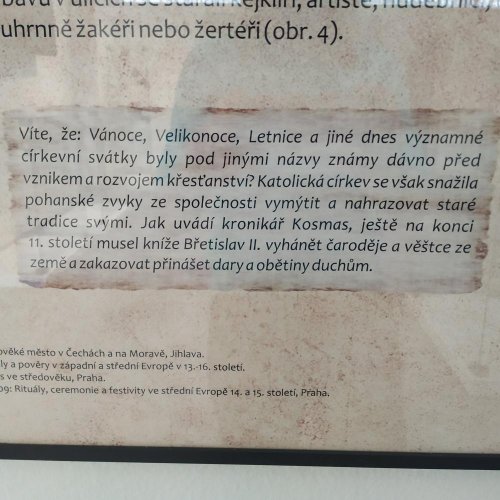 uhrnně žakéři nebo žertéři (obr. 4).
Víte, že: Vánoce, Velikonoce, Letnice a jiné dnes významné
církevní svátky byly pod jinými názvy známy dávno před
vznikem a rozvojem křesťanství? Katolická církev se však snažila
pohanské zvyky ze společnosti vymýtit a nahrazovat staré
tradice svými. Jak uvádí kronikář Kosmas, ještě na konci
11. století musel kníže Břetislav II. vyhánět čaroděje a věštce ze
země a zakazovat přinášet dary a obětiny duchům.
ověké město v Čechách a na Moravě, Jihlava.
ly a pověry v západní a střední Evropě v 13.-16. století.
s ve středověku, Praha.
09: Rituály, ceremonie a festivity ve střední Evropě 14. a 15. století, Praha.